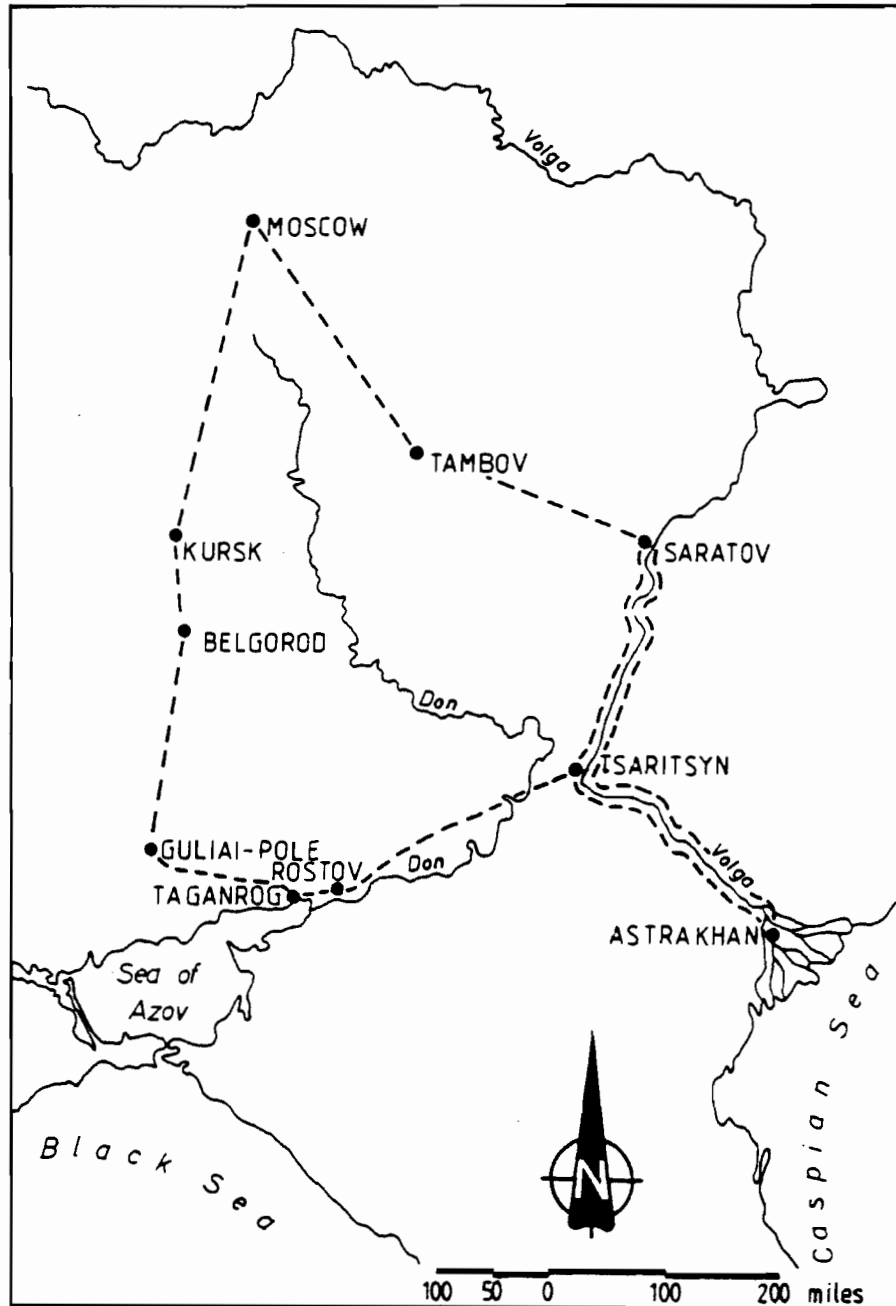 Volga
MOSCOW
TAMBOV
KURSK
SARATOV
BELGOROD
Don
TSARITSYN
GULIAI-POLE
ROSTOV
Don
TAGANROG
Volga
ASTRAKHAN
Sea of
Azov
Black Sea
Caspian Sea
N
100 50 0 100 200 miles